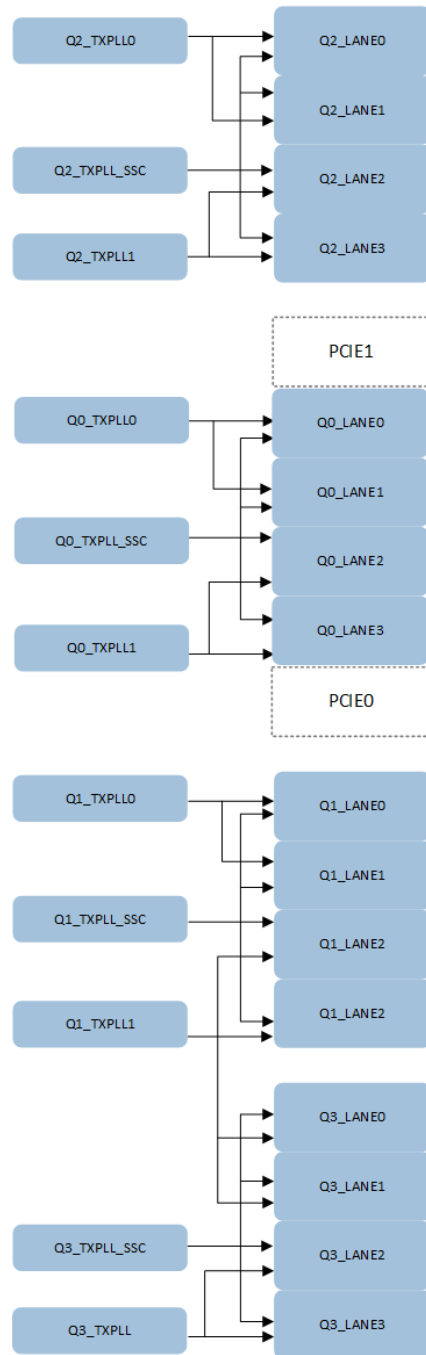 Q2_TXPLL0
Q2_LANE0
Q2_LANE1
Q2_TXPLL_SSC
Q2_LANE2
Q2_TXPLL1
Q2_LANE3
PCIE1
Q0_TXPLL0
Q0_LANE0
Q0_LANE1
Q0_TXPLL_SSC
Q0_LANE2
Q0_TXPLL1
Q0_LANE3
PCIE0
Q1_TXPLL0
Q1_LANE0
Q1_LANE1
Q1_TXPLL_SSC
Q1_LANE2
Q1_TXPLL1
Q1_LANE2
Q3_LANE0
Q3_LANE1
Q3_TXPLL_SSC
Q3_LANE2
Q3_TXPLL
Q3_LANE3